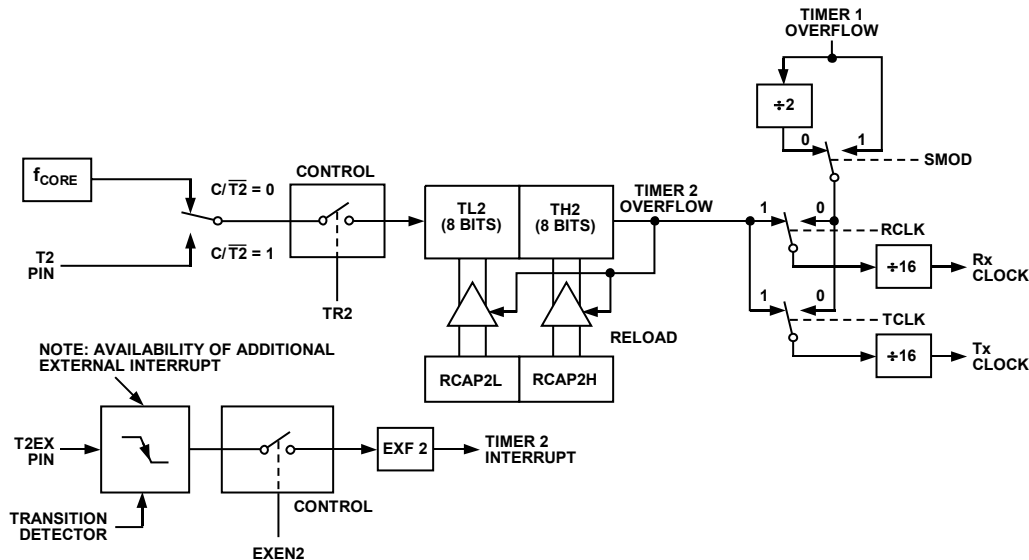 TIMER 1
OVERFLOW
÷2
0
1
SMOD
CONTROL
fCORE
C/T2 = 0
C/T2 = 1
T2
PIN
TR2
TL2
(8 BITS)
TH2
(8 BITS)
TIMER 2
OVERFLOW
1
0
RCLK
÷16
Rx
CLOCK
1
0
TCLK
÷16
Tx
CLOCK
RELOAD
RCAP2L
RCAP2H
NOTE: AVAILABILITY OF ADDITIONAL
EXTERNAL INTERRUPT
T2EX
PIN
EXF 2
TIMER 2
INTERRUPT
CONTROL
TRANSITION
DETECTOR
EXEN2